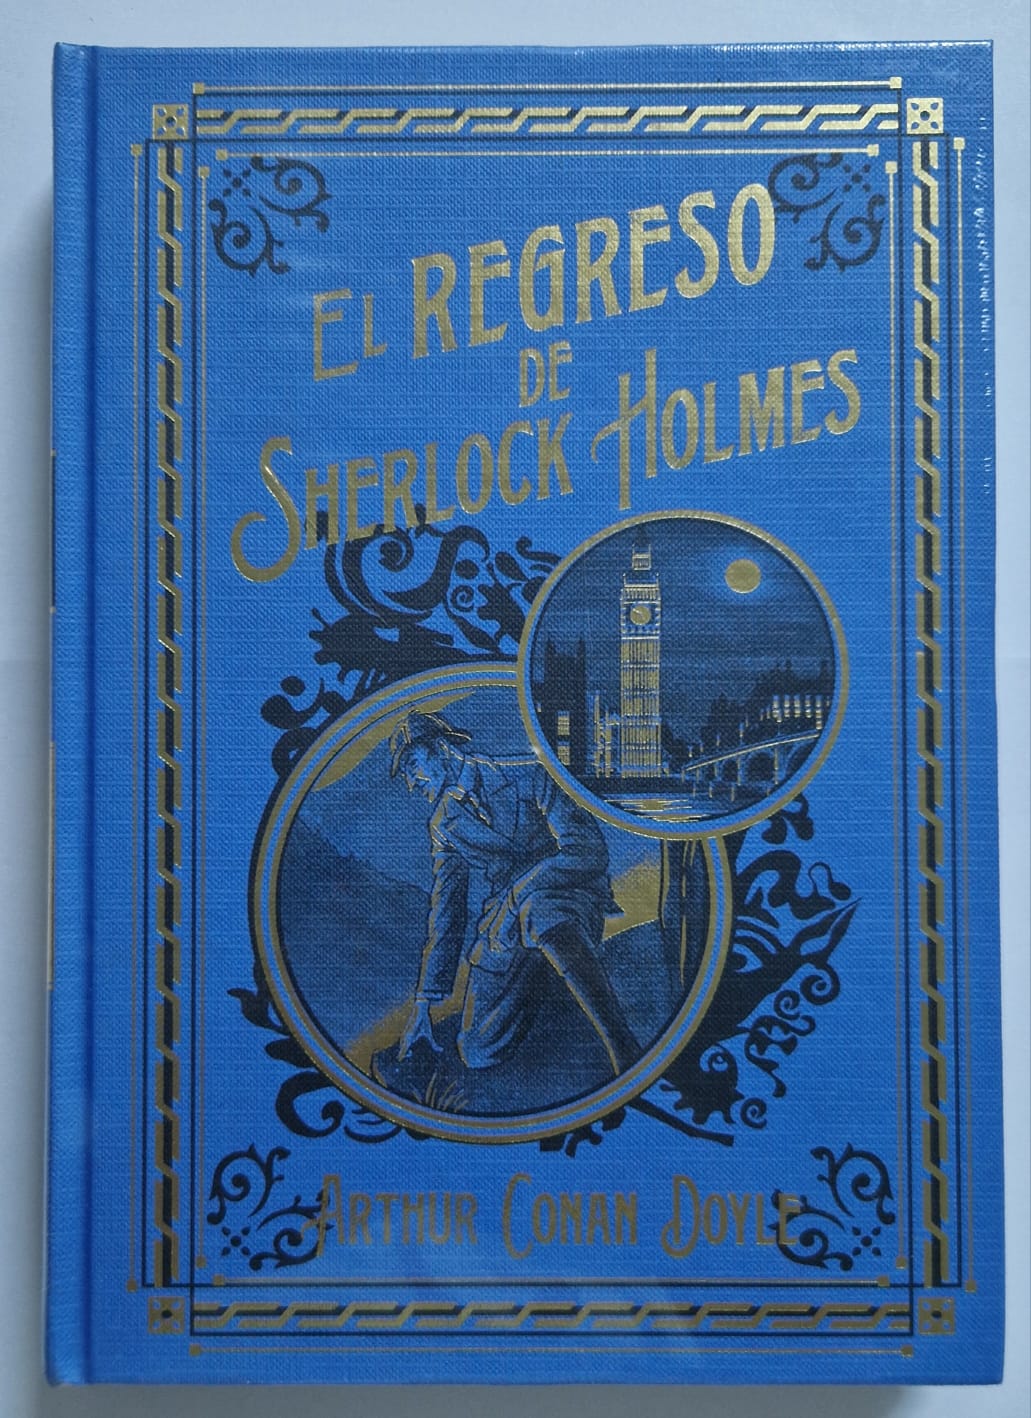 El REGRESO
DE
SHERLOCK HOLMES
ARTHUR CONAN DOYLE